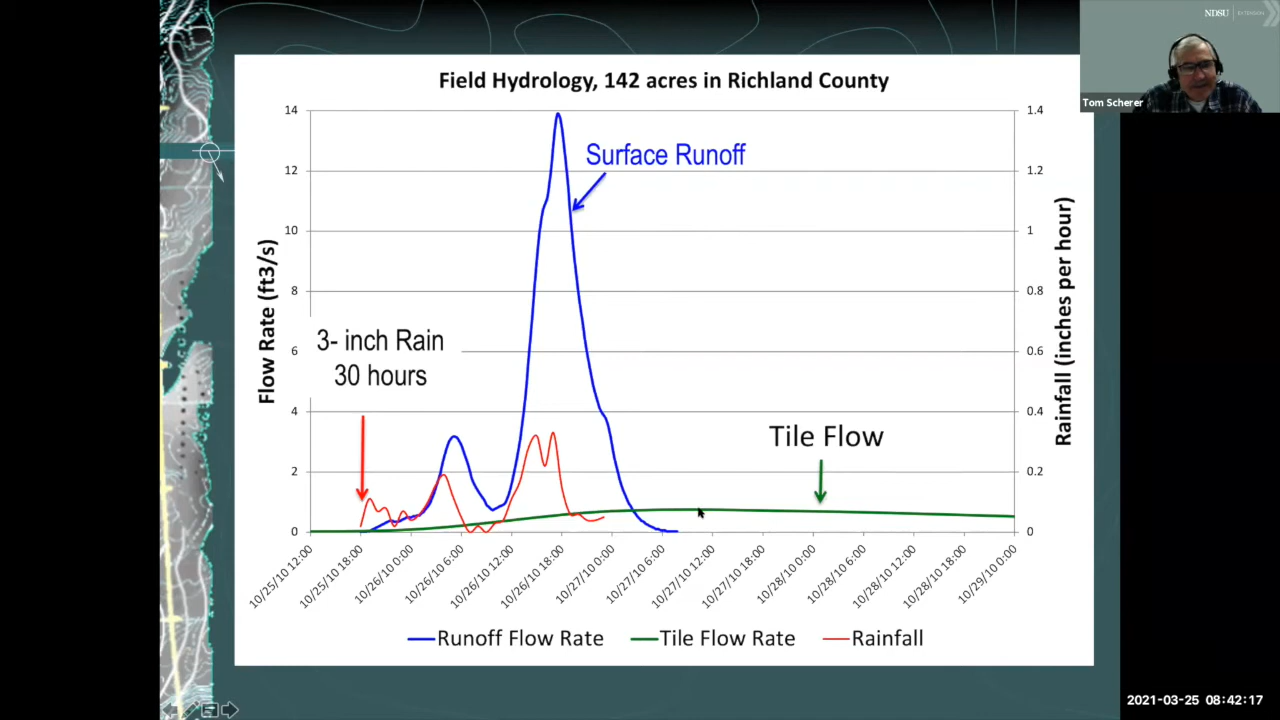 NDSU EXTENSION
Tom Scherer
Field Hydrology, 142 acres in Richland County
Flow Rate (ft3/s)
14
12
10
8
6
4
2
0
1.4
1.2
1
0.8
0.6
0.4
0.2
0
Rainfall (inches per hour)
Surface Runoff
3- inch Rain
30 hours
Tile Flow
10/25/10 12:00
10/25/10 18:00
10/26/10 0:00
10/26/10 6:00
10/26/10 12:00
10/26/10 18:00
10/27/10 0:00
10/27/10 6:00
10/27/10 12:00
10/27/10 18:00
10/28/10 0:00
10/28/10 6:00
10/28/10 12:00
10/28/10 18:00
10/29/10 0:00
Runoff Flow Rate
Tile Flow Rate
Rainfall
2021-03-25 08:42:17